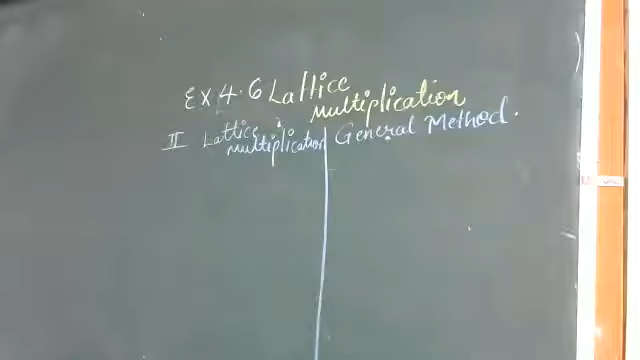 Ex 4.6 Lattice
multiplication
II Lattice
multiplication
General Method.